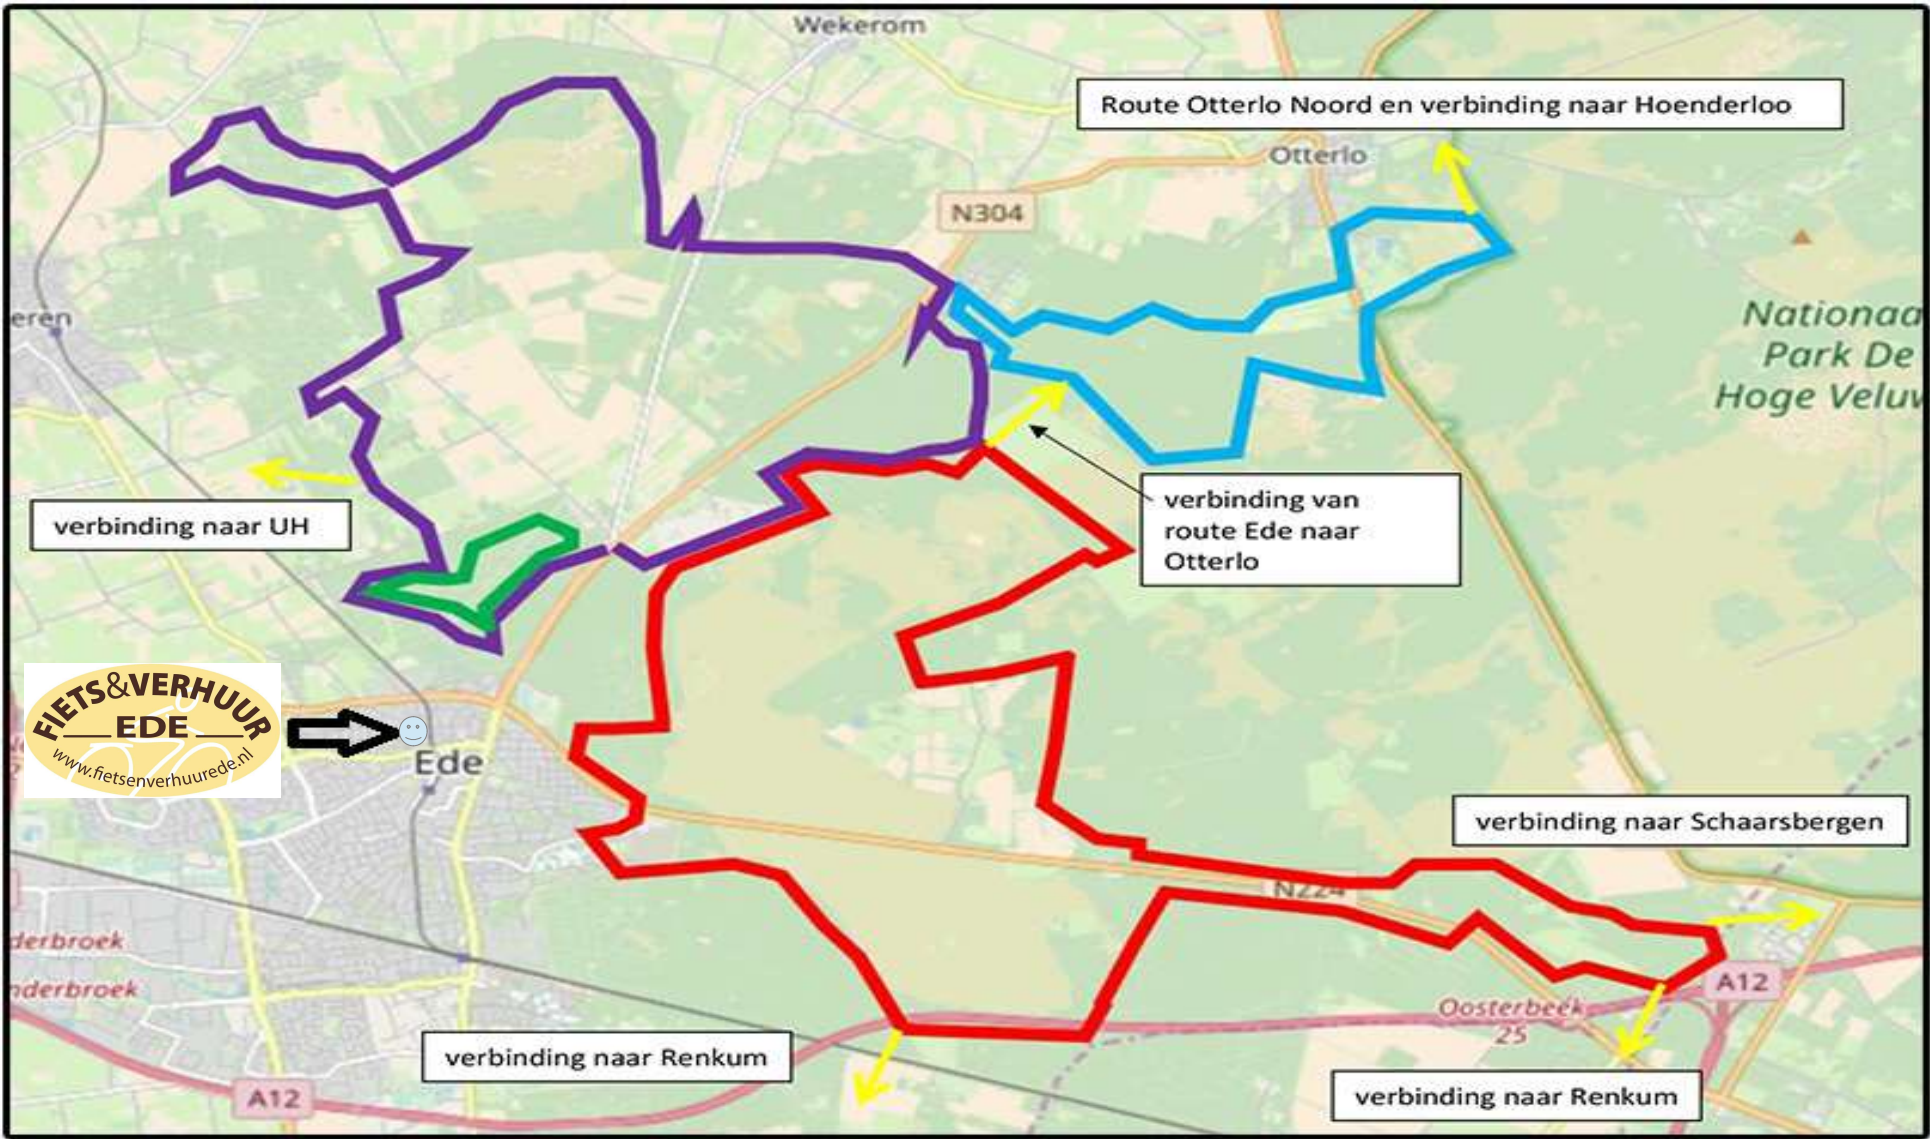 Wekerom
Route Otterlo Noord en verbinding naar Hoenderloo
Otterlo
N304
eren
Nationaa
Park De
Hoge Veluw
verbinding van
route Ede naar
Otterlo
verbinding naar UH
FIETS&VERHUUR
EDE
www.fietsenverhuurede.nl
Ede
verbinding naar Schaarsbergen
N224
derbroek
nderbroek
A12
Oosterbeek
25
verbinding naar Renkum
A12
verbinding naar Renkum